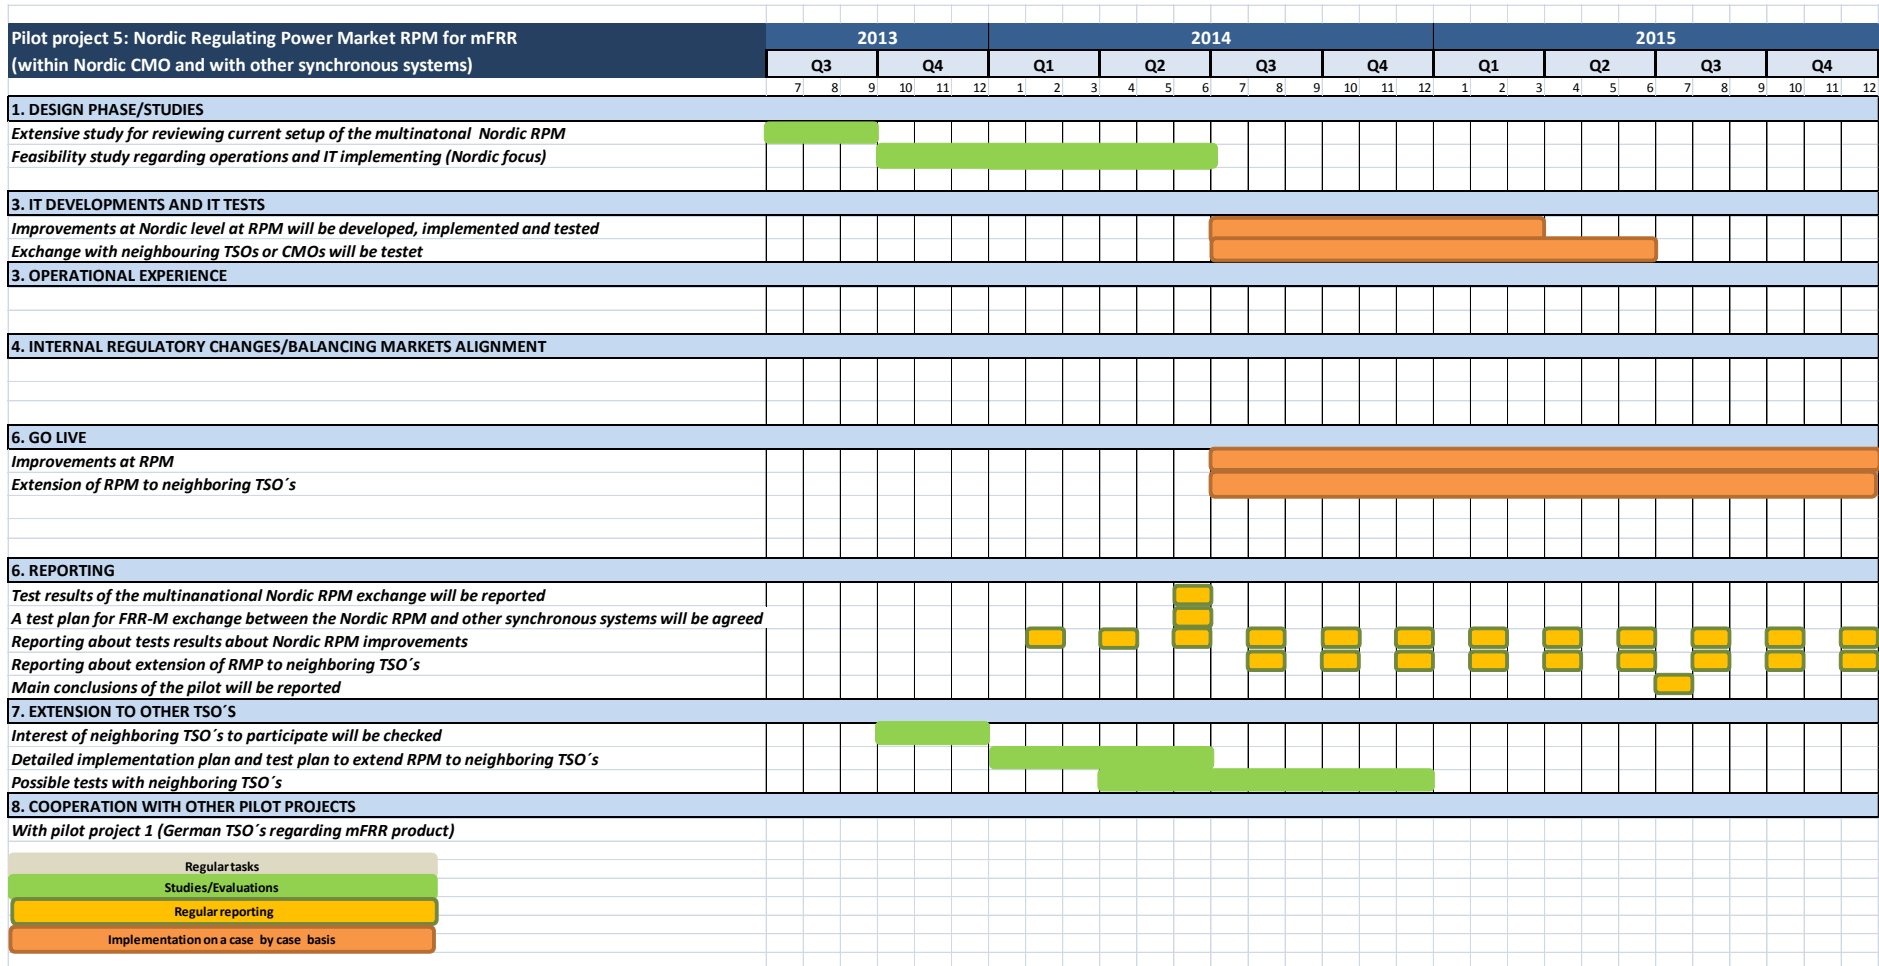 Pilot project 5: Nordic Regulating Power Market RPM for mFRR
(within Nordic CMO and with other synchronous systems)
2013 2014 2015
Q3 Q4 Q1 Q2 Q3 Q4 Q1 Q2 Q3 Q4
7 8 9 10 11 12 1 2 3 4 5 6 7 8 9 10 11 12 1 2 3 4 5 6 7 8 9 10 11 12
1. DESIGN PHASE/STUDIES
Extensive study for reviewing current setup of the multinatonal Nordic RPM
Feasibility study regarding operations and IT implementing (Nordic focus)
3. IT DEVELOPMENTS AND IT TESTS
Improvements at Nordic level at RPM will be developed, implemented and tested
Exchange with neighbouring TSOs or CMOs will be testet
3. OPERATIONAL EXPERIENCE
4. INTERNAL REGULATORY CHANGES/BALANCING MARKETS ALIGNMENT
6. GO LIVE
Improvements at RPM
Extension of RPM to neighboring TSO´s
6. REPORTING
Test results of the multinanational Nordic RPM exchange will be reported
A test plan for FRR-M exchange between the Nordic RPM and other synchronous systems will be agreed
Reporting about tests results about Nordic RPM improvements
Reporting about extension of RMP to neighboring TSO´s
Main conclusions of the pilot will be reported
7. EXTENSION TO OTHER TSO´S
Interest of neighboring TSO´s to participate will be checked
Detailed implementation plan and test plan to extend RPM to neighboring TSO´s
Possible tests with neighboring TSO´s
8. COOPERATION WITH OTHER PILOT PROJECTS
With pilot project 1 (German TSO´s regarding mFRR product)
Regular tasks
Studies/Evaluations
Regular reporting
Implementation on a case by case basis